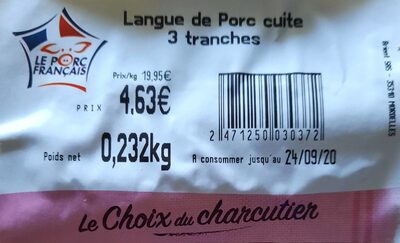 Langue de Porc cuite
3 tranches
LE PORC
FRANÇAIS
Prix/kg 19.95€
PRIX 4.63€
2 471250 030372
Poids net 0,232kg
A consommer jusqu'au 24/09/20
Le Choix du charcutier